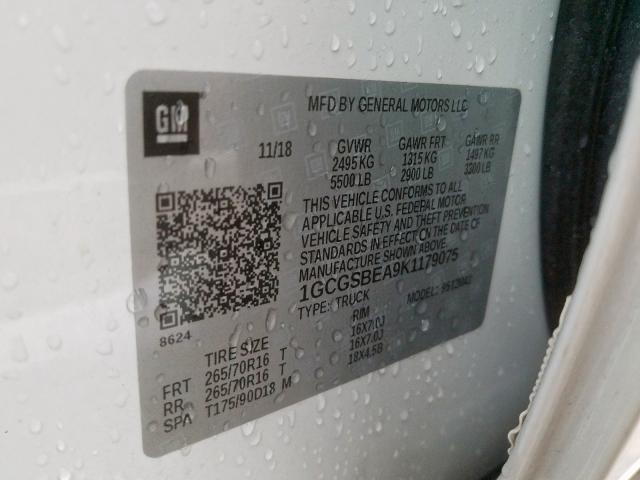 GM
MFD BY GENERAL MOTORS LLC
11/18 GVWR GAWR FRT GAWR RR
2495 KG 1315 KG 1497 KG
5500 LB 2900 LB 3300 LB
THIS VEHICLE CONFORMS TO ALL
APPLICABLE U.S. FEDERAL MOTOR
VEHICLE SAFETY AND THEFT PREVENTION
STANDARDS IN EFFECT ON THE DATE OF
MANUFACTURE SHOWN ABOVE.
1GCGSBEA9K1179075
TYPE: TRUCK MODEL:
8624
TIRE SIZE RIM
FRT 265/70R16 T 16X7.0J
RR 265/70R16 T 16X7.0J
SPA T175/90D18 M 18X4.5B